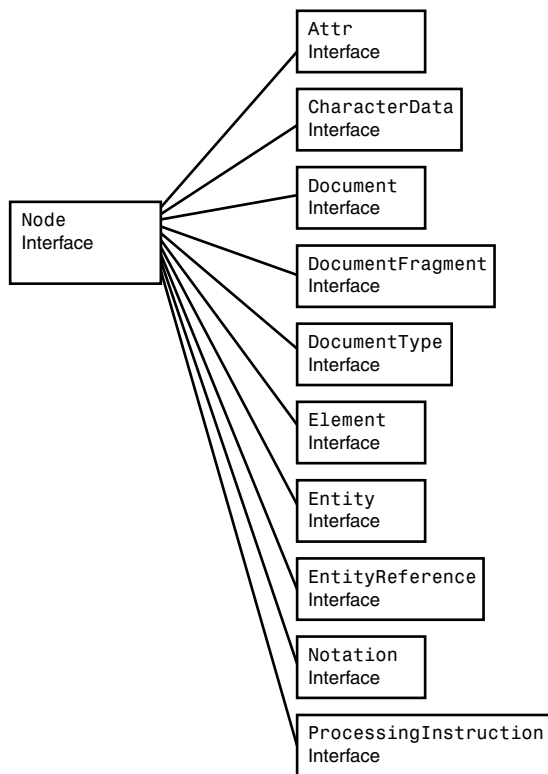 Attr
Interface
CharacterData
Interface
Document
Interface
Node
Interface
DocumentFragment
Interface
DocumentType
Interface
Element
Interface
Entity
Interface
EntityReference
Interface
Notation
Interface
ProcessingInstruction
Interface